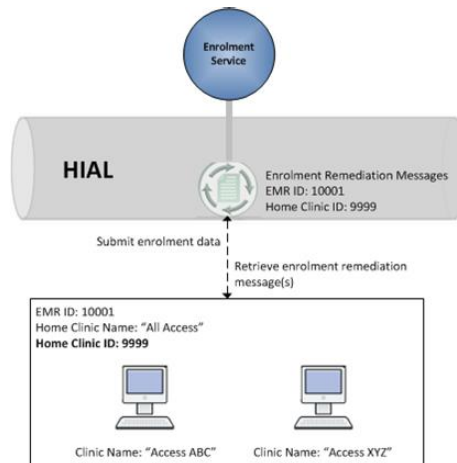 Enrolment
Service
HIAL
Enrolment Remediation Messages
EMR ID: 10001
Home Clinic ID: 9999
Submit enrolment data
Retrieve enrolment remediation
message(s)
EMR ID: 10001
Home Clinic Name: “All Access”
Home Clinic ID: 9999
Clinic Name: “Access ABC”
Clinic Name: “Access XYZ”